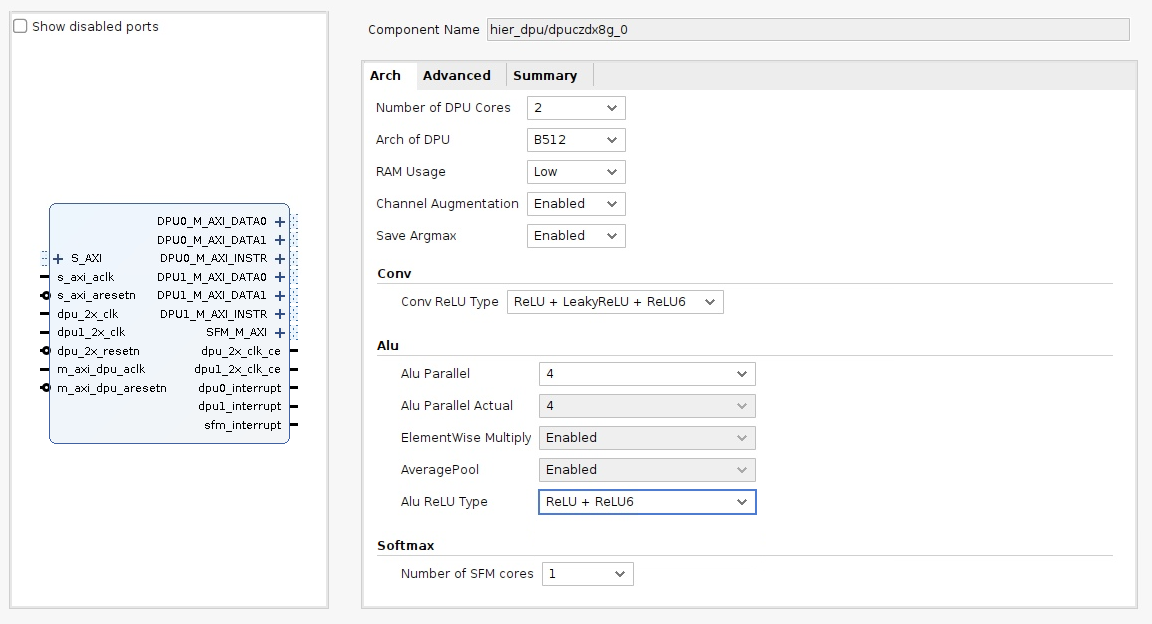 Show disabled ports
DPU0_M_AXI_DATA0
DPU0_M_AXI_DATA1
S_AXI DPU0_M_AXI_INSTR
s_axi_aclk DPU1_M_AXI_DATA0
s_axi_aresetn DPU1_M_AXI_DATA1
dpu_2x_clk DPU1_M_AXI_INSTR
dpu1_2x_clk SFM_M_AXI
dpu_2x_resetn dpu_2x_clk_ce
m_axi_dpu_aclk dpu1_2x_clk_ce
m_axi_dpu_aresetn dpu0_interrupt
dpu1_interrupt
sfm_interrupt
Component Name hier_dpu/dpuczdx8g_0
Arch Advanced Summary
Number of DPU Cores 2
Arch of DPU B512
RAM Usage Low
Channel Augmentation Enabled
Save Argmax Enabled
Conv
Conv ReLU Type ReLU + LeakyReLU + ReLU6
Alu
Alu Parallel 4
Alu Parallel Actual 4
ElementWise Multiply Enabled
AveragePool Enabled
Alu ReLU Type ReLU + ReLU6
Softmax
Number of SFM cores 1